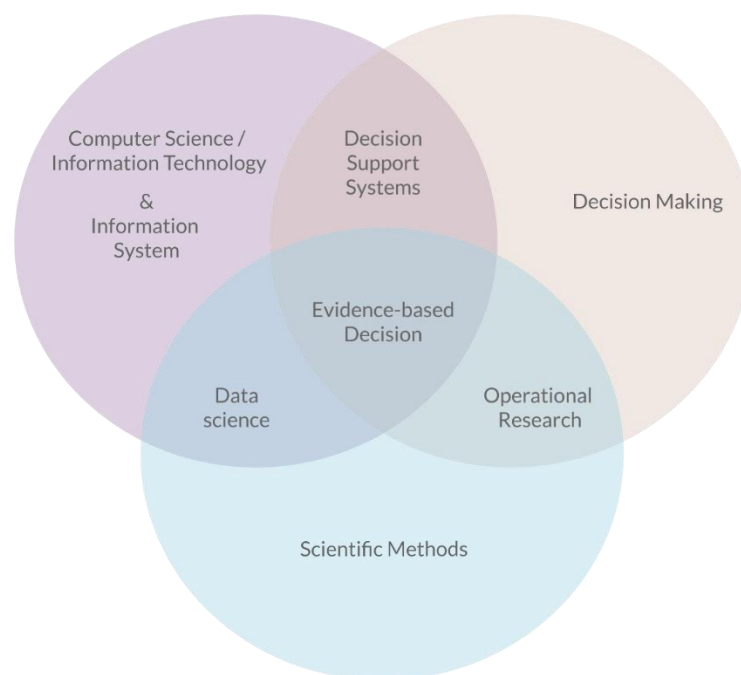 Computer Science /
Information Technology
&
Information
System
Decision
Support
Systems
Decision Making
Evidence-based
Decision
Data
science
Operational
Research
Scientific Methods